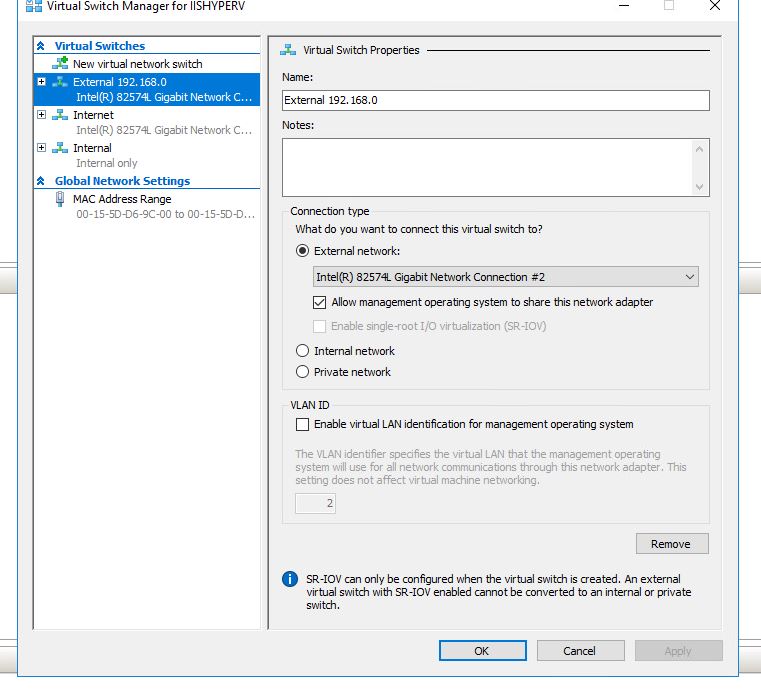 Virtual Switch Manager for IISHYPERV
Virtual Switches
New virtual network switch
External 192.168.0
Intel(R) 82574L Gigabit Network C...
Internet
Intel(R) 82574L Gigabit Network C...
Internal
Internal only
Global Network Settings
MAC Address Range
00-15-5D-D6-9C-00 to 00-15-5D-D...
Virtual Switch Properties
Name:
External 192.168.0
Notes:
Connection type
What do you want to connect this virtual switch to?
External network:
Intel(R) 82574L Gigabit Network Connection #2
Allow management operating system to share this network adapter
Enable single-root I/O virtualization (SR-IOV)
Internal network
Private network
VLAN ID
Enable virtual LAN identification for management operating system
The VLAN identifier specifies the virtual LAN that the management operating
system will use for all network communications through this network adapter. This
setting does not affect virtual machine networking.
2
Remove
SR-IOV can only be configured when the virtual switch is created. An external
virtual switch with SR-IOV enabled cannot be converted to an internal or private
switch.
OK
Cancel
Apply